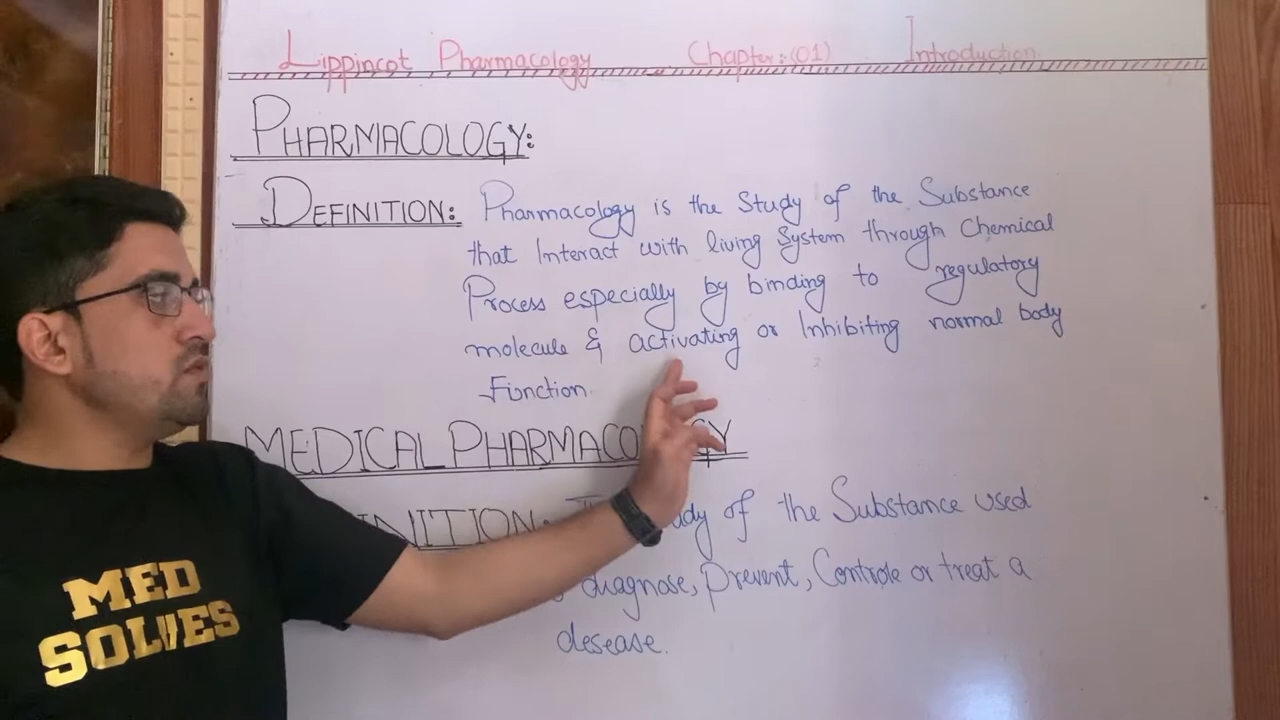 Lippincot Pharmacology Chapter:(01) Introduction
PHARMACOLOGY:
DEFINITION: Pharmacology is the Study of the Substance
that Interact with living System through Chemical
Process especially by binding to regulatory
molecule & activating or Inhibiting normal body
Function.
MEDICAL PHARMACO GY
of the Substance used
diagnose, Prevent, Controle or treat a
desease.
MED
SOLVES